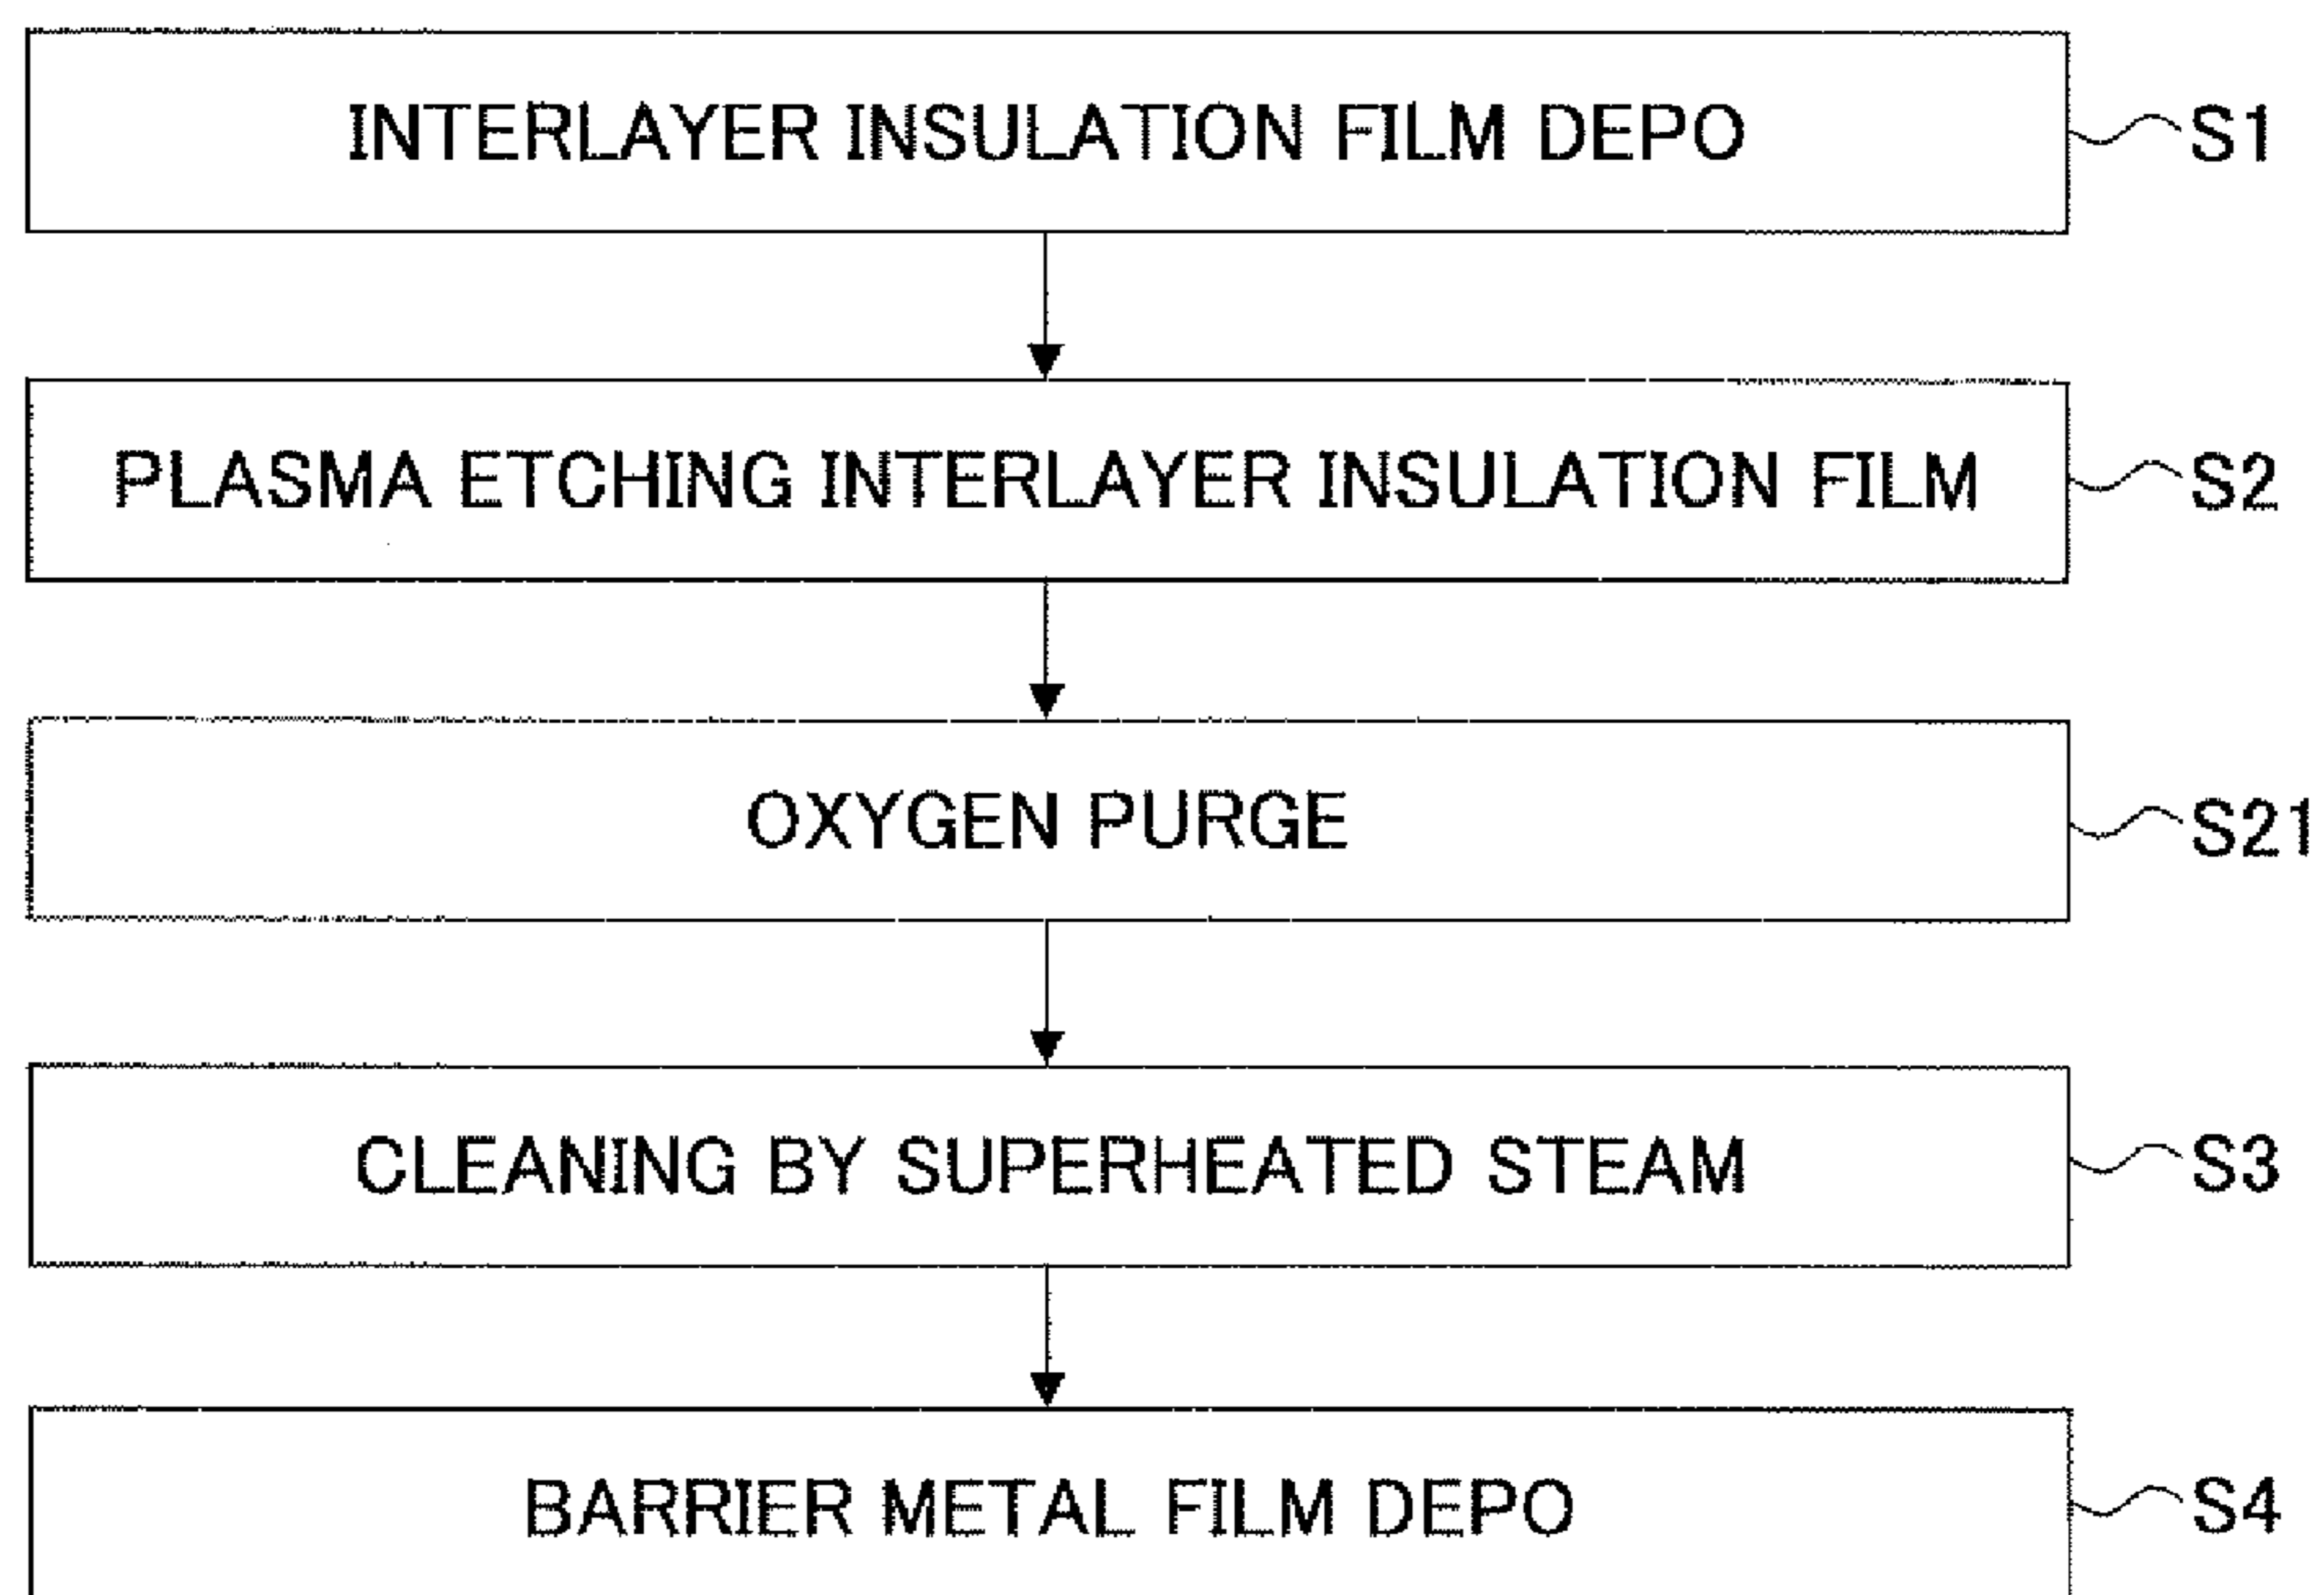 INTERLAYER INSULATION FILM DEPO S1
PLASMA ETCHING INTERLAYER INSULATION FILM S2
OXYGEN PURGE S21
CLEANING BY SUPERHEATED STEAM S3
BARRIER METAL FILM DEPO S4